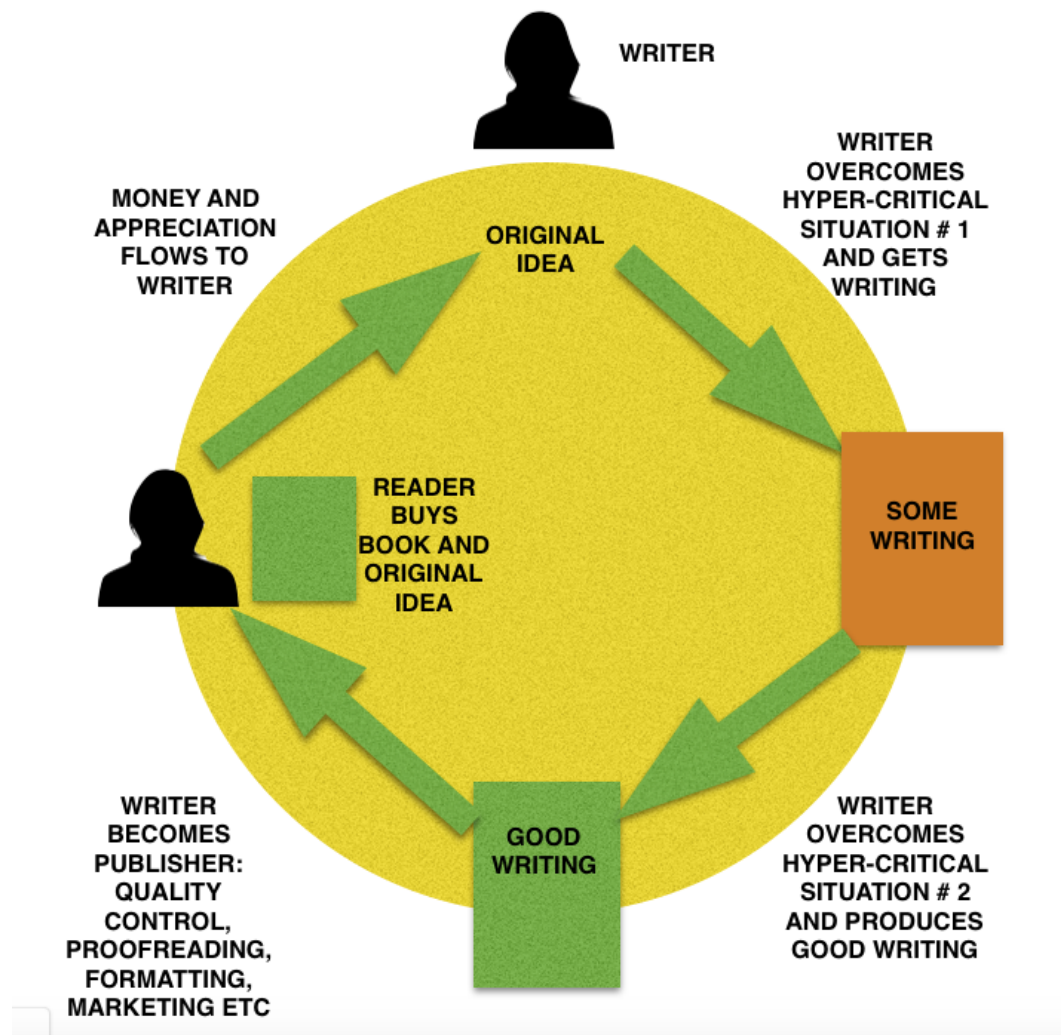 WRITER
WRITER
OVERCOMES
HYPER-CRITICAL
SITUATION # 1
AND GETS
WRITING
MONEY AND
APPRECIATION
FLOWS TO
WRITER
ORIGINAL
IDEA
SOME
WRITING
READER
BUYS
BOOK AND
ORIGINAL
IDEA
GOOD
WRITING
WRITER
OVERCOMES
HYPER-CRITICAL
SITUATION # 2
AND PRODUCES
GOOD WRITING
WRITER
BECOMES
PUBLISHER:
QUALITY
CONTROL,
PROOFREADING,
FORMATTING,
MARKETING ETC